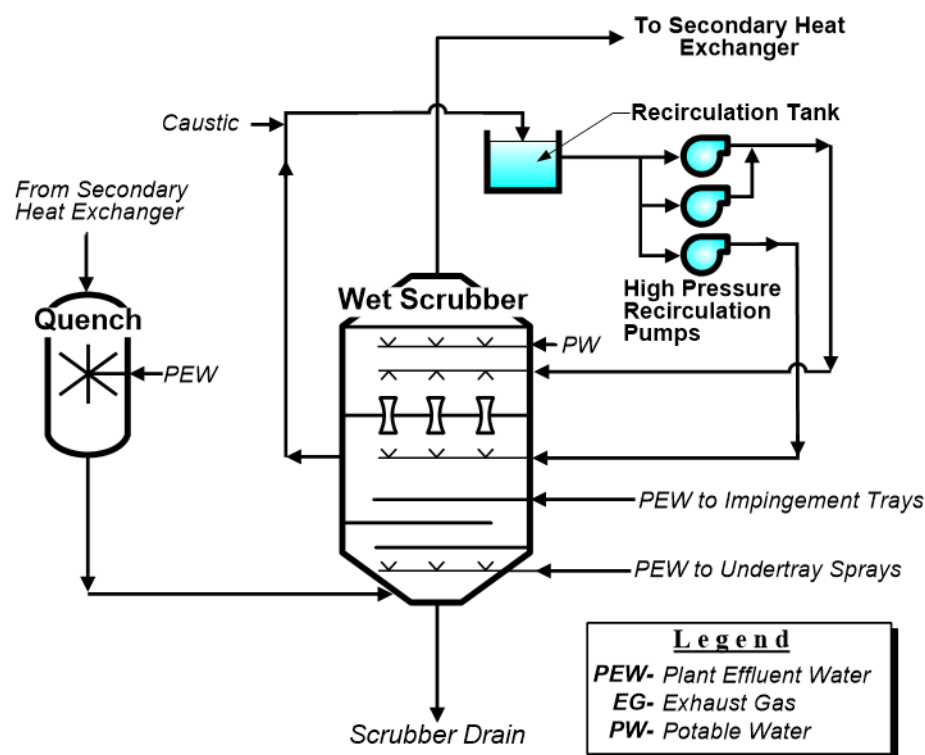 To Secondary Heat
Exchanger
Caustic
Recirculation Tank
From Secondary
Heat Exchanger
High Pressure
Recirculation
Pumps
Wet Scrubber
Quench
PW
PEW
PEW to Impingement Trays
PEW to Undertray Sprays
Scrubber Drain
Legend
PEW- Plant Effluent Water
EG- Exhaust Gas
PW- Potable Water